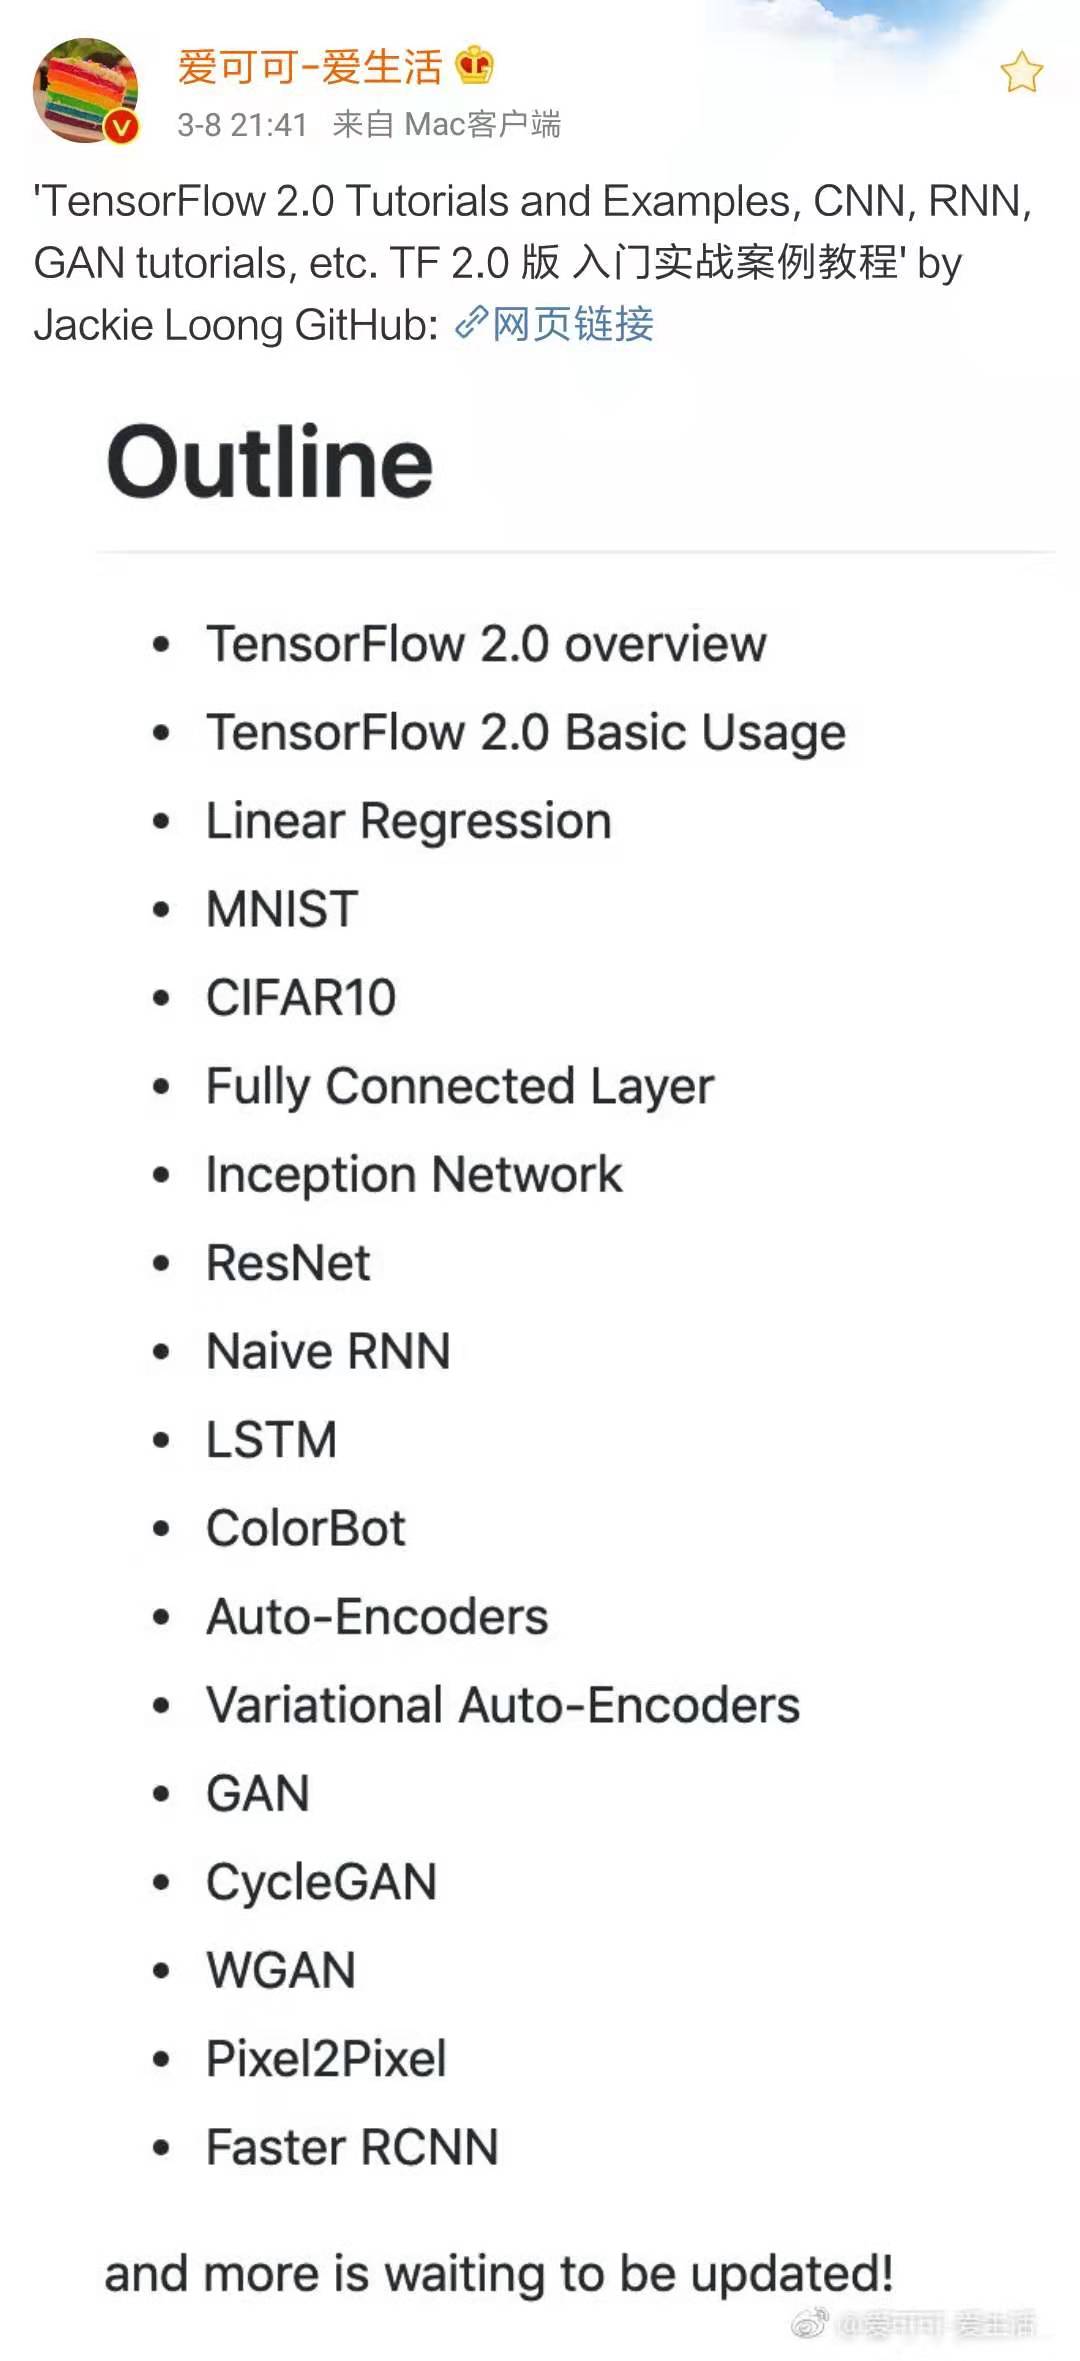 爱可可-爱生活
3-8 21:41 来自 Mac客户端
'TensorFlow 2.0 Tutorials and Examples, CNN, RNN,
GAN tutorials, etc. TF 2.0 版 入门实战案例教程' by
Jackie Loong GitHub: 网页链接
Outline
• TensorFlow 2.0 overview
• TensorFlow 2.0 Basic Usage
• Linear Regression
• MNIST
• CIFAR10
• Fully Connected Layer
• Inception Network
• ResNet
• Naive RNN
• LSTM
• ColorBot
• Auto-Encoders
• Variational Auto-Encoders
• GAN
• CycleGAN
• WGAN
• Pixel2Pixel
• Faster RCNN
and more is waiting to be updated!
@爱可可-爱生活